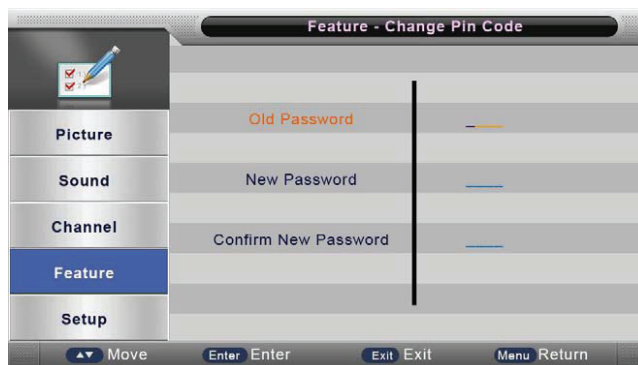 Feature - Change Pin Code
Picture
Sound
Channel
Feature
Setup
Old Password
New Password
Confirm New Password
▲▼ Move Enter Enter Exit Exit Menu Return